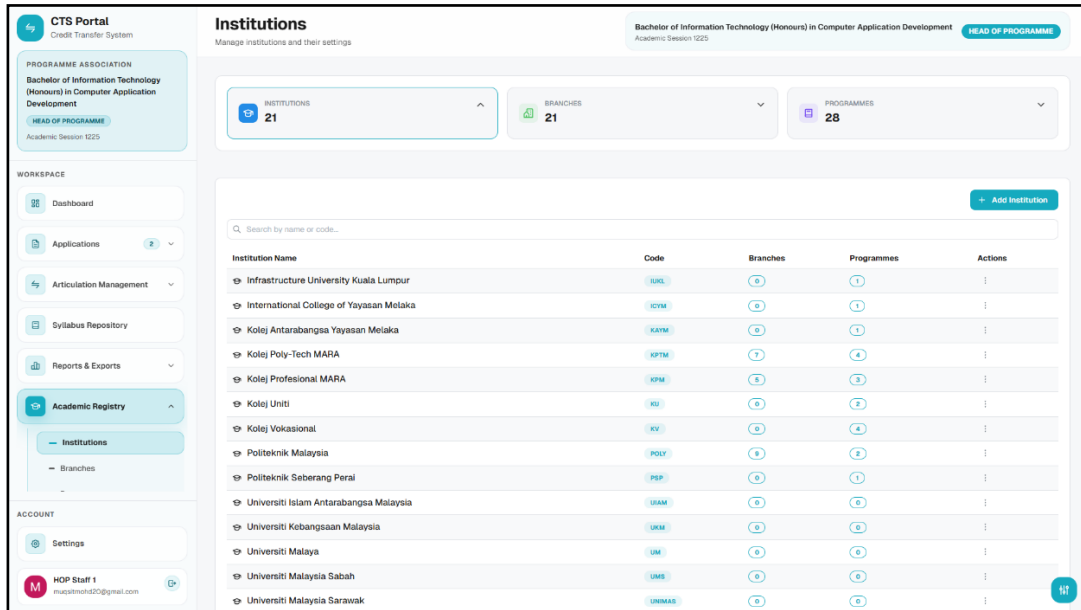 CTS Portal
Credit Transfer System
PROGRAMME ASSOCIATION
Bachelor of Information Technology
(Honours) in Computer Application
Development
HEAD OF PROGRAMME
Academic Session 1225
WORKSPACE
Dashboard
Applications 2
Articulation Management
Syllabus Repository
Reports & Exports
Academic Registry
Institutions
Branches
ACCOUNT
Settings
M
HOP Staff 1
muqsitmohd20@gmail.com
Institutions
Manage institutions and their settings
Bachelor of Information Technology (Honours) in Computer Application Development
Academic Session 1225
HEAD OF PROGRAMME
INSTITUTIONS
21
BRANCHES
21
PROGRAMMES
28
+ Add Institution
Search by name or code...
Institution Name Code Branches Programmes Actions
Infrastructure University Kuala Lumpur IUKL 0 1
International College of Yayasan Melaka ICYM 0 1
Kolej Antarabangsa Yayasan Melaka KAYM 0 1
Kolej Poly-Tech MARA KPTM 7 4
Kolej Profesional MARA KPM 5 3
Kolej Uniti KU 0 2
Kolej Vokasional KV 0 4
Politeknik Malaysia POLY 9 2
Politeknik Seberang Perai PSP 0 1
Universiti Islam Antarabangsa Malaysia UIAM 0 0
Universiti Kebangsaan Malaysia UKM 0 0
Universiti Malaya UM 0 0
Universiti Malaysia Sabah UMS 0 0
Universiti Malaysia Sarawak UNIMAS 0 0